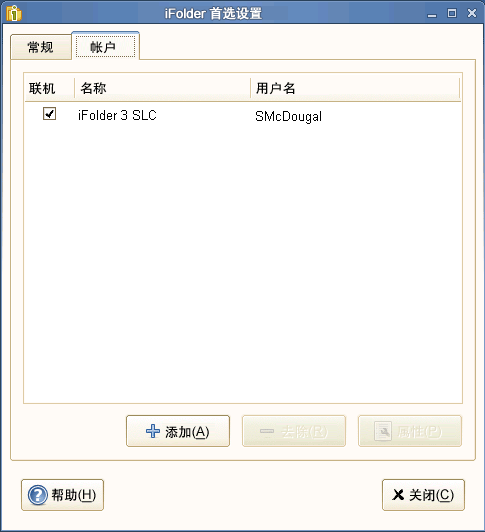 iFolder 首选设置
常规 帐户
联机 名称 用户名
iFolder 3 SLC SMcDougal
添加(A) 去除(R) 属性(P)
帮助(H) 关闭(C)